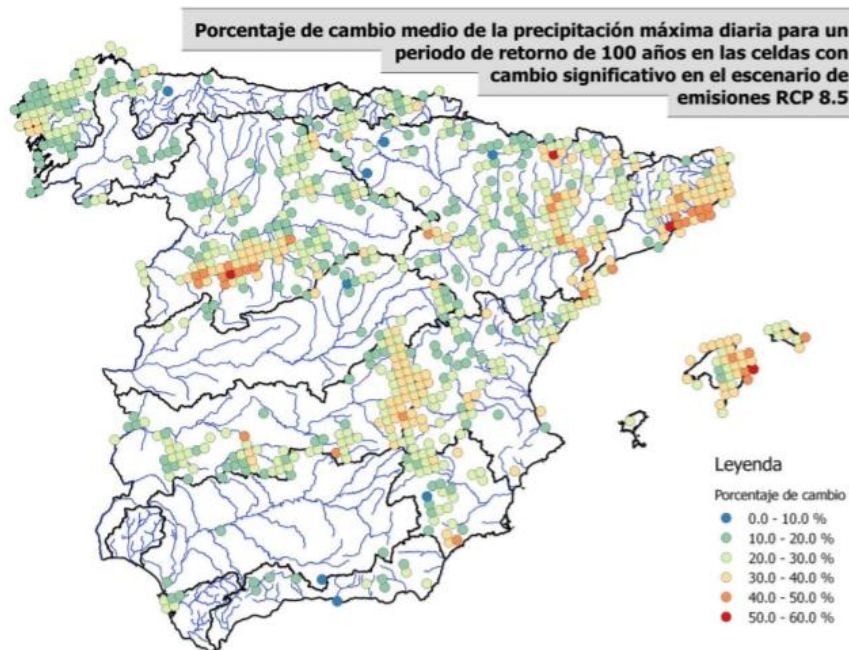 Porcentaje de cambio medio de la precipitación máxima diaria para un
periodo de retorno de 100 años en las celdas con
cambio significativo en el escenario de
emisiones RCP 8.5
Leyenda
Porcentaje de cambio
0.0 - 10.0 %
10.0 - 20.0 %
20.0 - 30.0 %
30.0 - 40.0 %
40.0 - 50.0 %
50.0 - 60.0 %